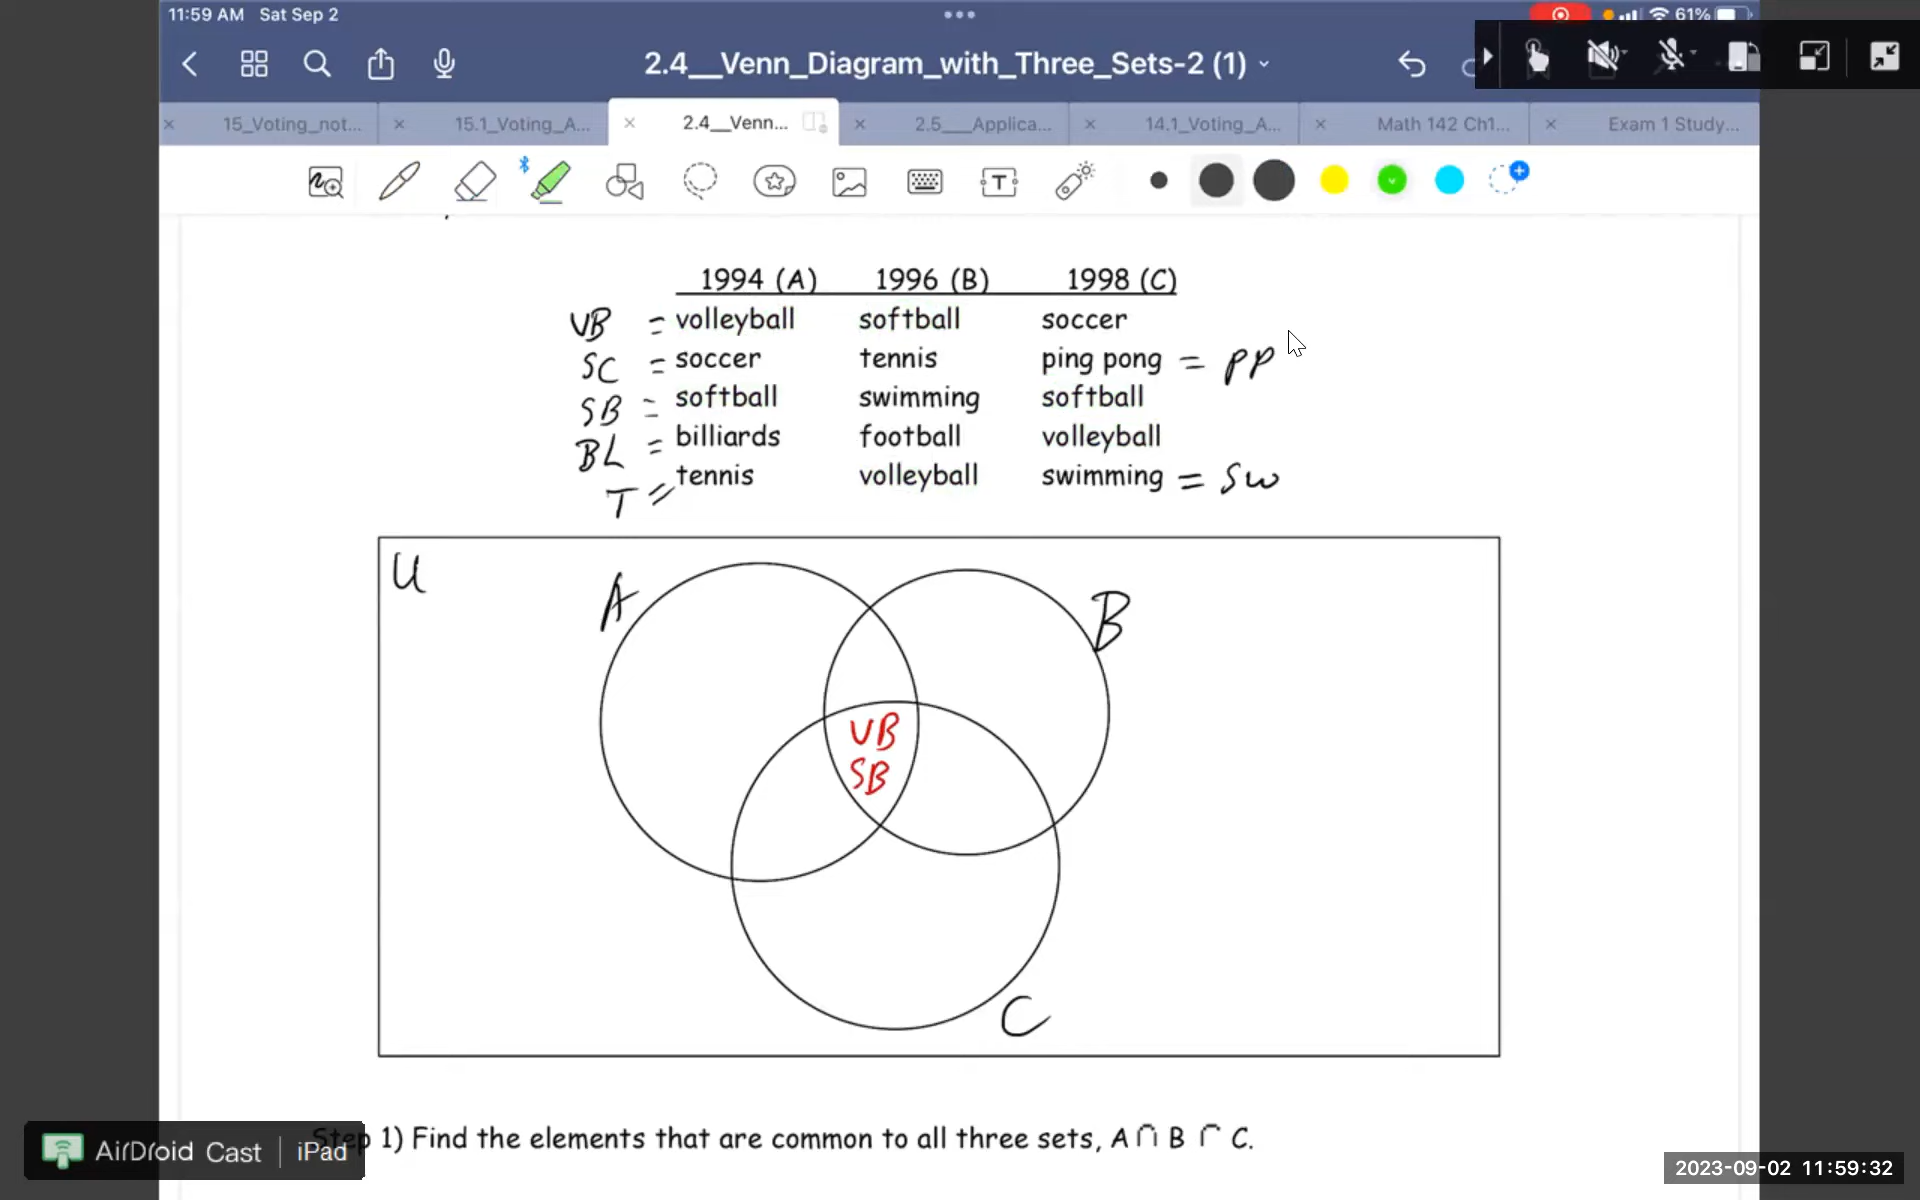 11:59 AM Sat Sep 2
61%
2.4__Venn_Diagram_with_Three_Sets-2 (1)
15_Voting_not... 15.1_Voting_A... 2.4__Venn... 2.5___Applica... 14.1_Voting_A... Math 142 Ch1... Exam 1 Study...
1994 (A) 1996 (B) 1998 (C)
VB = volleyball softball soccer
SC = soccer tennis ping pong = PP
SB = softball swimming softball
BL = billiards football volleyball
T = tennis volleyball swimming = SW
U
A
B
VB
SB
C
1) Find the elements that are common to all three sets, A ∩ B ∩ C.
AirDroid Cast | iPad
2023-09-02 11:59:32